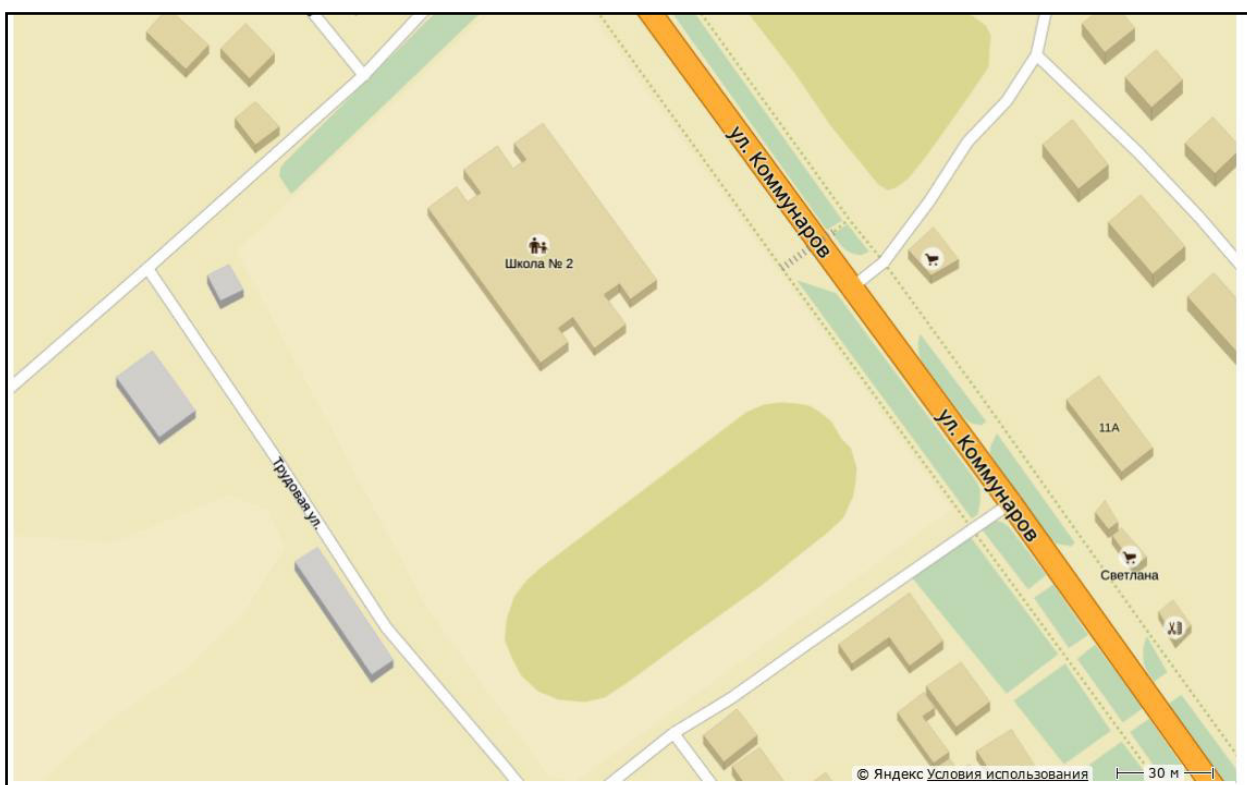 ул. Коммунаров
Школа № 2
ул. Коммунаров
11А
Трудовая ул.
Светлана
© Яндекс Условия использования
30 м